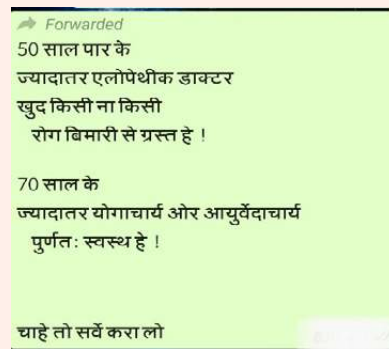 Forwarded
50 साल पार के
ज्यादातर एलोपेथीक डाक्टर
खुद किसी ना किसी
रोग बिमारी से ग्रस्त हे !
70 साल के
ज्यादातर योगाचार्य ओर आयुर्वेदाचार्य
पुर्णत: स्वस्थ हे !
चाहे तो सर्वे करा लो